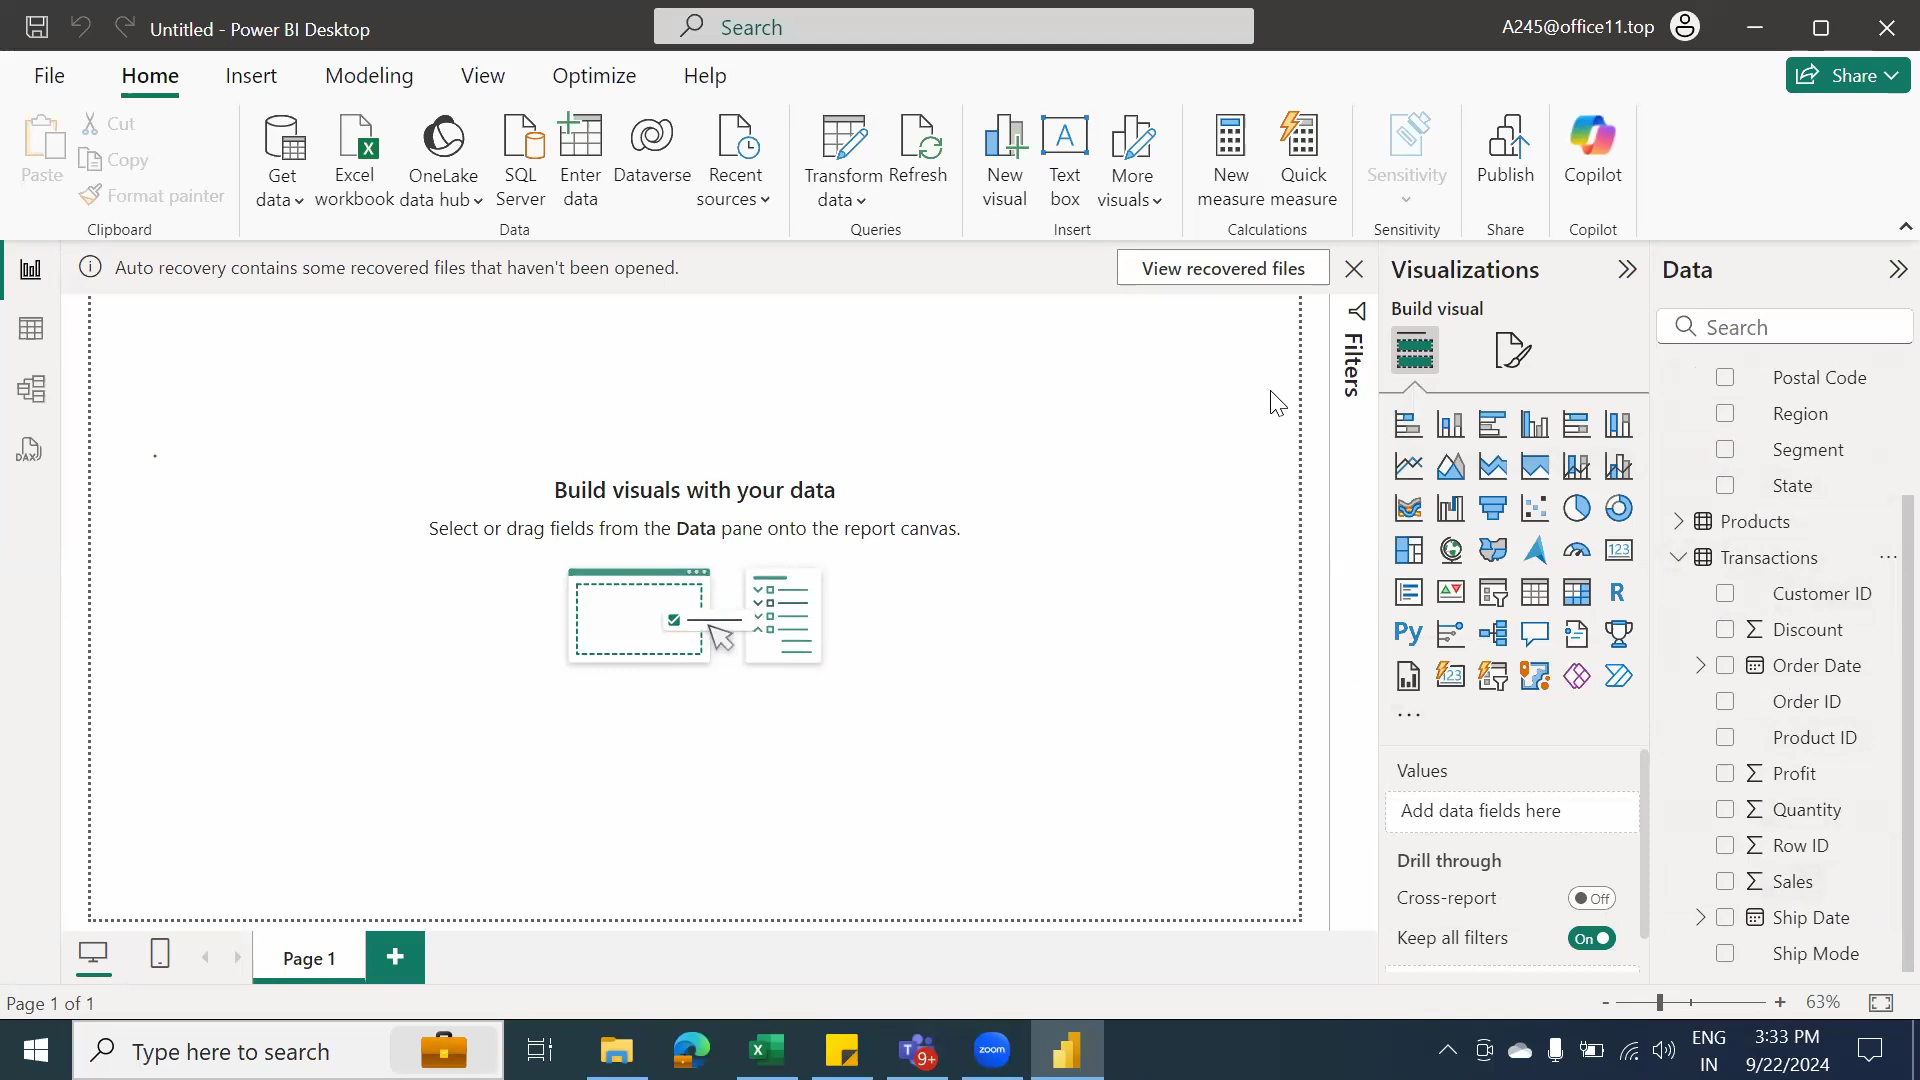 Untitled - Power BI Desktop
Search
A245@office11.top
File
Home
Insert
Modeling
View
Optimize
Help
Share
Paste
Cut
Copy
Format painter
Clipboard
Get
data
Excel
workbook
OneLake
data hub
SQL
Server
Enter
data
Dataverse
Recent
sources
Data
Transform
data
Refresh
Queries
New
visual
Text
box
More
visuals
Insert
New
measure
Quick
measure
Calculations
Sensitivity
Sensitivity
Publish
Share
Copilot
Copilot
Auto recovery contains some recovered files that haven't been opened.
View recovered files
Filters
Build visuals with your data
Select or drag fields from the Data pane onto the report canvas.
Visualizations
Build visual
123
R
Py
123
Values
Add data fields here
Drill through
Cross-report
Off
Keep all filters
On
Data
Search
Postal Code
Region
Segment
State
Products
Transactions
Customer ID
Discount
Order Date
Order ID
Product ID
Profit
Quantity
Row ID
Sales
Ship Date
Ship Mode
DAX
Page 1
Page 1 of 1
63%
Type here to search
9+
zoom
ENG
IN
3:33 PM
9/22/2024